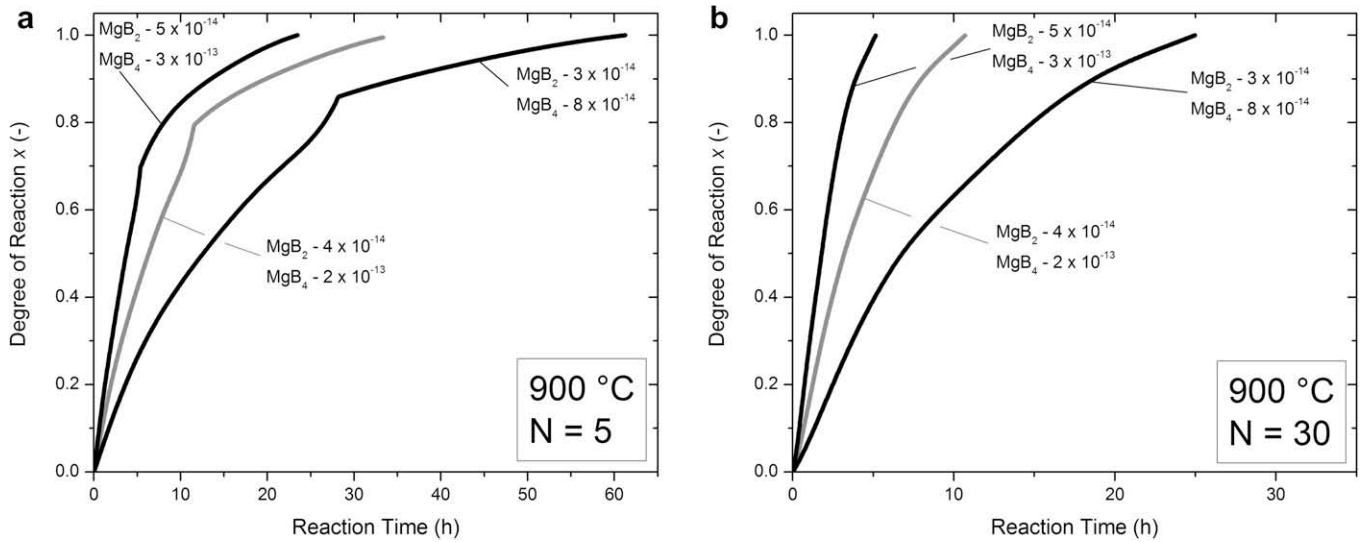 a
MgB₂ - 5 x 10⁻¹⁴
MgB₄ - 3 x 10⁻¹³
MgB₂ - 3 x 10⁻¹⁴
MgB₄ - 8 x 10⁻¹⁴
MgB₂ - 4 x 10⁻¹⁴
MgB₄ - 2 x 10⁻¹³
900 °C
N = 5
Degree of Reaction x (-)
1.0
0.8
0.6
0.4
0.2
0.0
0 10 20 30 40 50 60
Reaction Time (h)
b
MgB₂ - 5 x 10⁻¹⁴
MgB₄ - 3 x 10⁻¹³
MgB₂ - 3 x 10⁻¹⁴
MgB₄ - 8 x 10⁻¹⁴
MgB₂ - 4 x 10⁻¹⁴
MgB₄ - 2 x 10⁻¹³
900 °C
N = 30
Degree of Reaction x (-)
1.0
0.8
0.6
0.4
0.2
0.0
0 10 20 30
Reaction Time (h)